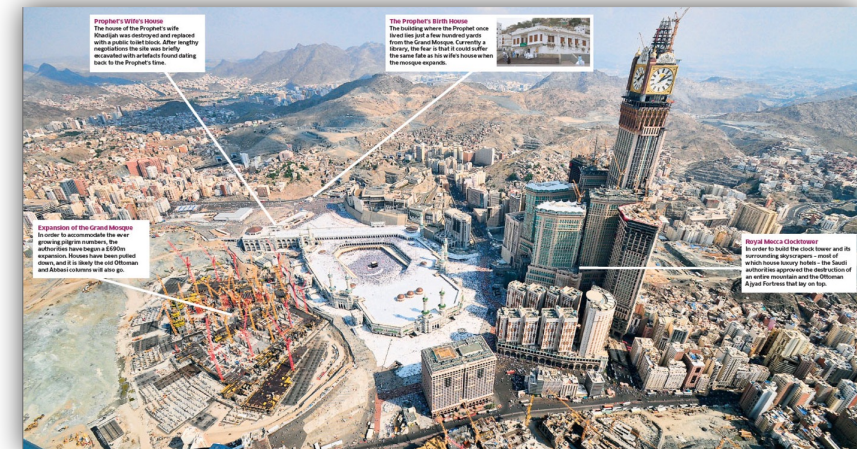 Prophet's Wife's House
The house of the Prophet's wife
Khadijah was destroyed and replaced
with a public toilet block. After lengthy
negotiations the site was briefly
excavated with artefacts found dating
back to the Prophet's time.
The Prophet's Birth House
The building where the Prophet once
lived lies just a few hundred yards
from the Grand Mosque. Currently a
library, the fear is that it could suffer
the same fate as his wife's house when
the mosque expands.
Expansion of the Grand Mosque
In order to accommodate the ever
growing pilgrim numbers, the
authorities have begun a £690m
expansion. Houses have been pulled
down, and it is likely the old Ottoman
and Abbasi columns will also go.
Royal Mecca Clocktower
In order to build the clock tower and its
surrounding skyscrapers – most of
which house luxury hotels – the Saudi
authorities approved the destruction of
an entire mountain and the Ottoman
Ajyad Fortress that lay on top.